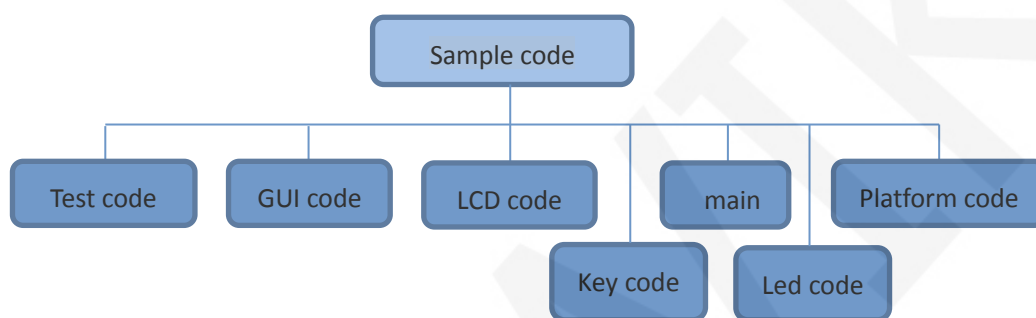 Sample code
Test code
GUI code
LCD code
main
Platform code
Key code
Led code